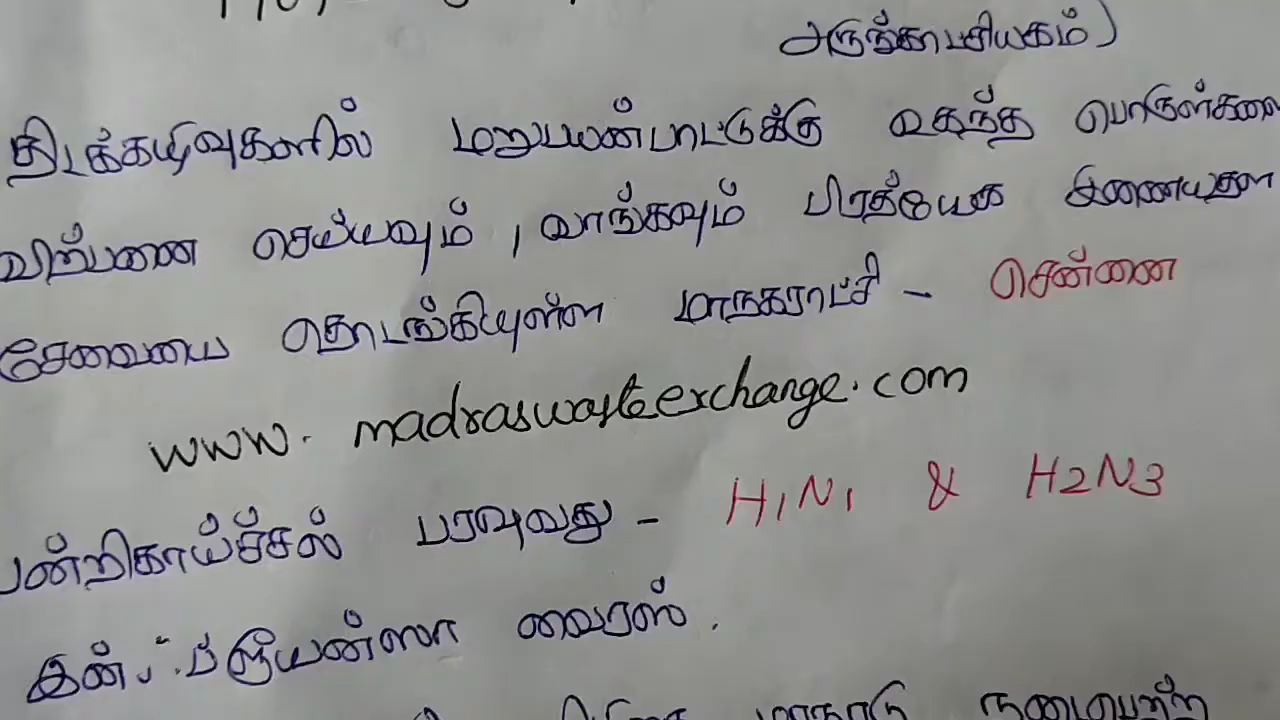 அருங்காட்சியகம்)
திடக்கழிவுகளில் மறுபயன்பாட்டுக்கு உகந்த பொருள்களை
விற்பனை செய்யவும், வாங்கவும் பிரத்யேக இணையதள
சேவையை தொடங்கியுள்ள மாநகராட்சி - சென்னை
www. madraswasteexchange.com
பன்றிகாய்ச்சல் பரவுவது - H1N1 & H2N3
இன்ஃப்ளுயன்ஸா வைரஸ்.
மாநாடு நடைபெற்ற